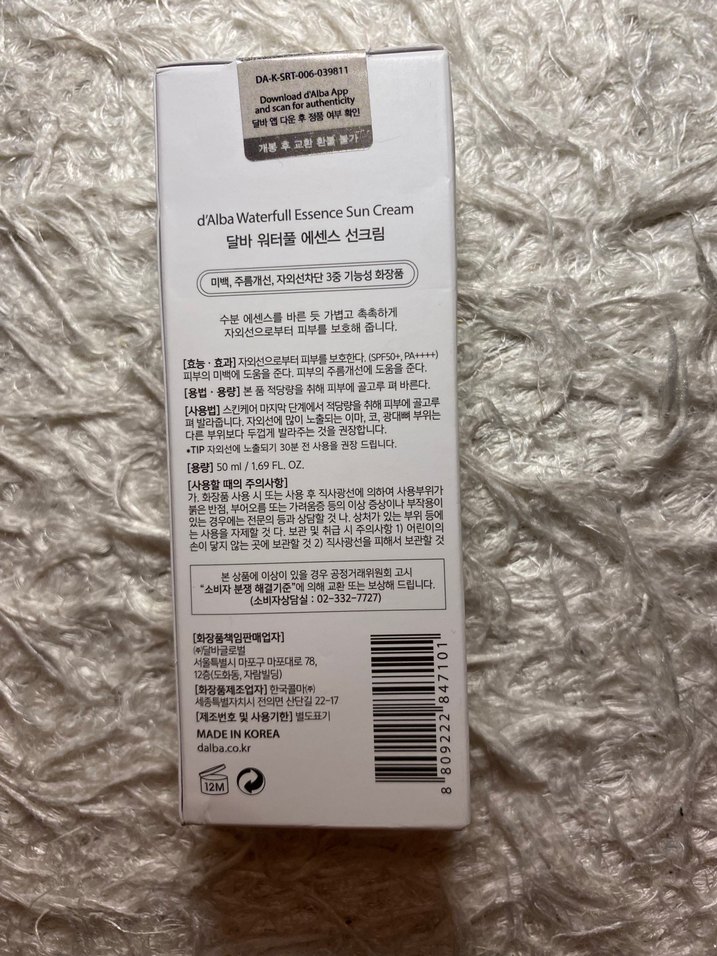 DA-K-SRT-006-039811
Download d'Alba App
and scan for authenticity
달바 앱 다운 후 정품 여부 확인
개봉 후 교환 환불 불가
d'Alba Waterfull Essence Sun Cream
달바 워터풀 에센스 선크림
미백, 주름개선, 자외선차단 3중 기능성 화장품
수분 에센스를 바른 듯 가볍고 촉촉하게
자외선으로부터 피부를 보호해 줍니다.
[효능·효과] 자외선으로부터 피부를 보호한다. (SPF50+, PA++++)
피부의 미백에 도움을 준다. 피부의 주름개선에 도움을 준다.
[용법·용량] 본 품 적당량을 취해 피부에 골고루 펴 바른다.
[사용법] 스킨케어 마지막 단계에서 적당량을 취해 피부에 골고루
펴 발라줍니다. 자외선에 많이 노출되는 이마, 코, 광대뼈 부위는
다른 부위보다 두껍게 발라주는 것을 권장합니다.
*TIP 자외선에 노출되기 30분 전 사용을 권장 드립니다.
[용량] 50 ml / 1.69 FL. OZ.
[사용할 때의 주의사항]
가. 화장품 사용 시 또는 사용 후 직사광선에 의하여 사용부위가
붉은 반점, 부어오름 또는 가려움증 등의 이상 증상이나 부작용이
있는 경우에는 전문의 등과 상담할 것 나. 상처가 있는 부위 등에
는 사용을 자제할 것 다. 보관 및 취급 시 주의사항 1) 어린이의
손이 닿지 않는 곳에 보관할 것 2) 직사광선을 피해서 보관할 것
본 상품에 이상이 있을 경우 공정거래위원회 고시
“소비자 분쟁 해결기준”에 의해 교환 또는 보상해 드립니다.
(소비자상담실 : 02-332-7727)
[화장품책임판매업자]
㈜달바글로벌
서울특별시 마포구 마포대로 78,
12층(도화동, 자람빌딩)
[화장품제조업자] 한국콜마㈜
세종특별자치시 전의면 산단길 22-17
[제조번호 및 사용기한] 별도표기
MADE IN KOREA
dalba.co.kr
12M
8 809222 847101